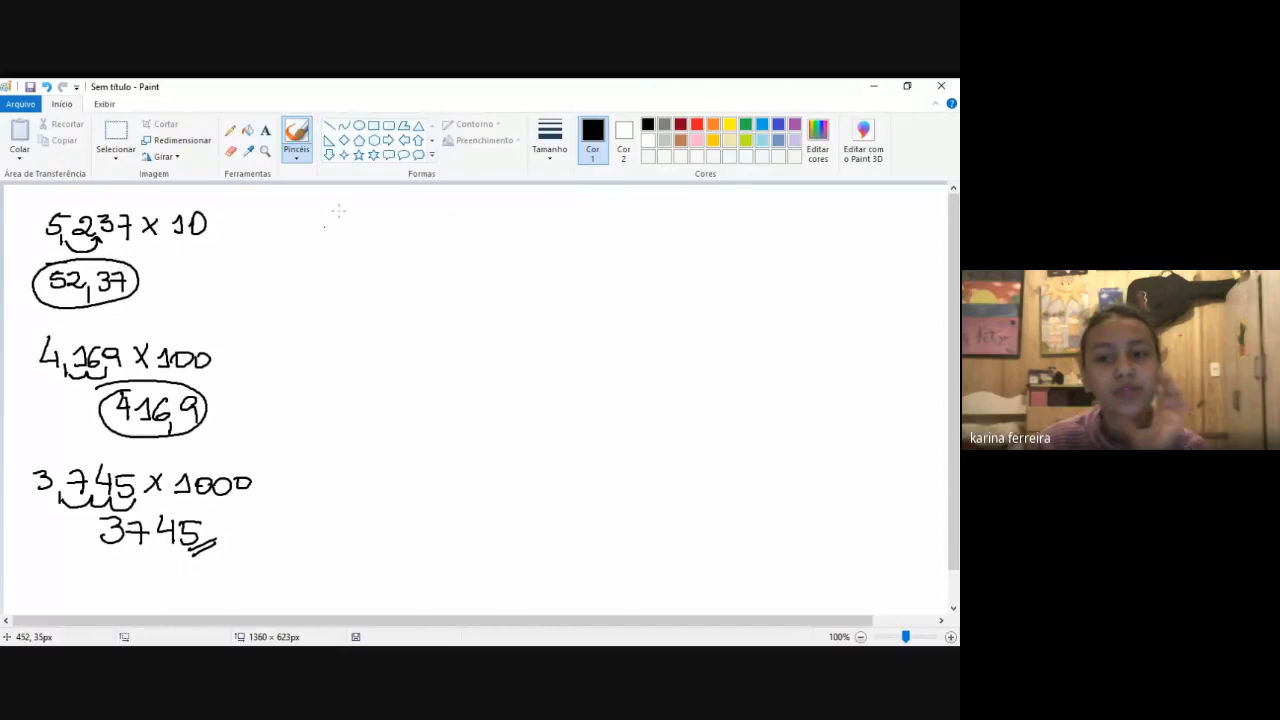 Sem título - Paint
Arquivo Início Exibir
Colar
Recortar
Copiar
Área de Transferência
Selecionar
Cortar
Redimensionar
Girar
Imagem
Ferramentas
Pincéis
Contorno
Preenchimento
Formas
Tamanho
Cor 1
Cor 2
Editar cores
Editar com o Paint 3D
Cores
5,237 x 10
52,37
4,169 x 100
416,9
3,745 x 1000
3745
452, 35px
1360 × 623px
100%
karina ferreira